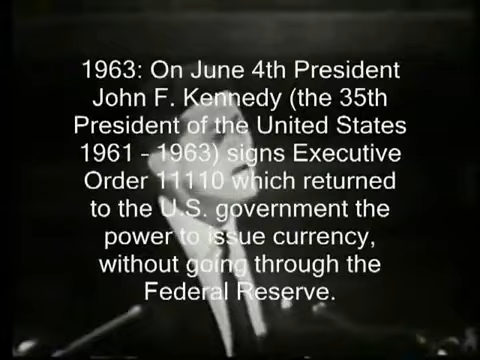 1963: On June 4th President
John F. Kennedy (the 35th
President of the United States
1961 - 1963) signs Executive
Order 11110 which returned
to the U.S. government the
power to issue currency,
without going through the
Federal Reserve.